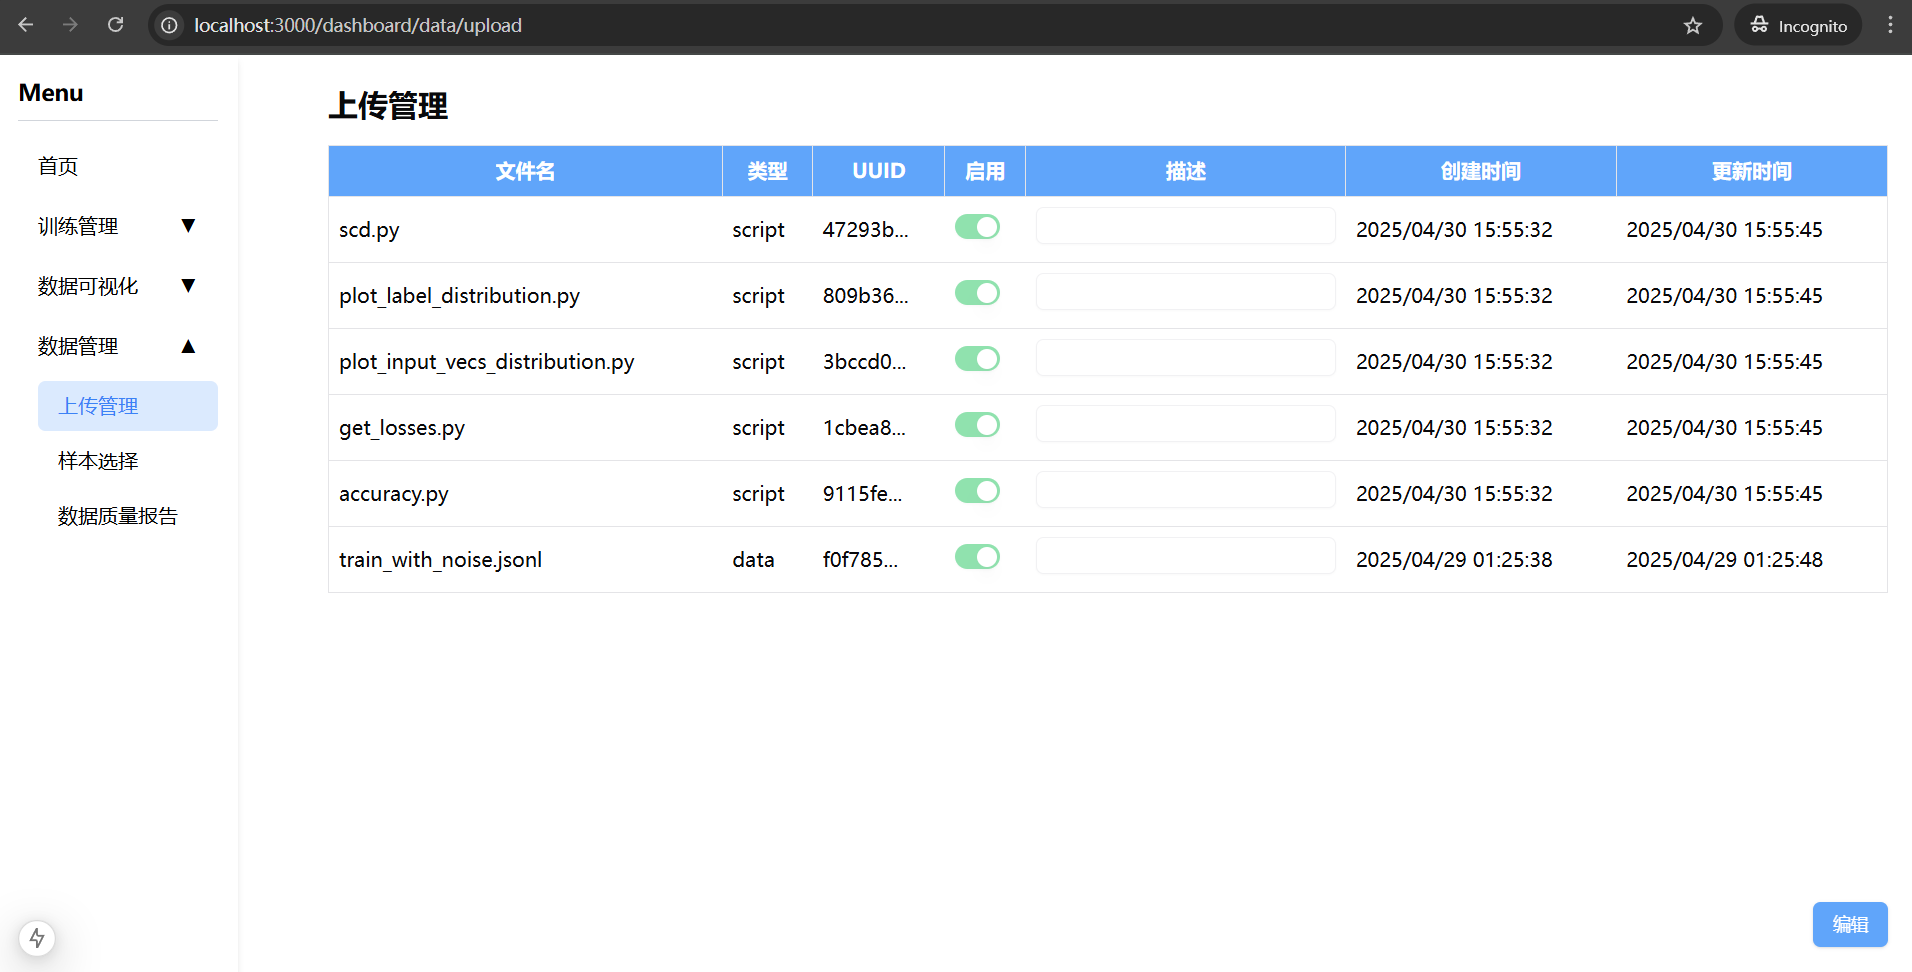 localhost:3000/dashboard/data/upload
Incognito
Menu
首页
训练管理 ▼
数据可视化 ▼
数据管理 ▲
上传管理
样本选择
数据质量报告
上传管理
文件名 类型 UUID 启用 描述 创建时间 更新时间
scd.py script 47293b... 2025/04/30 15:55:32 2025/04/30 15:55:45
plot_label_distribution.py script 809b36... 2025/04/30 15:55:32 2025/04/30 15:55:45
plot_input_vecs_distribution.py script 3bccd0... 2025/04/30 15:55:32 2025/04/30 15:55:45
get_losses.py script 1cbea8... 2025/04/30 15:55:32 2025/04/30 15:55:45
accuracy.py script 9115fe... 2025/04/30 15:55:32 2025/04/30 15:55:45
train_with_noise.jsonl data f0f785... 2025/04/29 01:25:38 2025/04/29 01:25:48
编辑